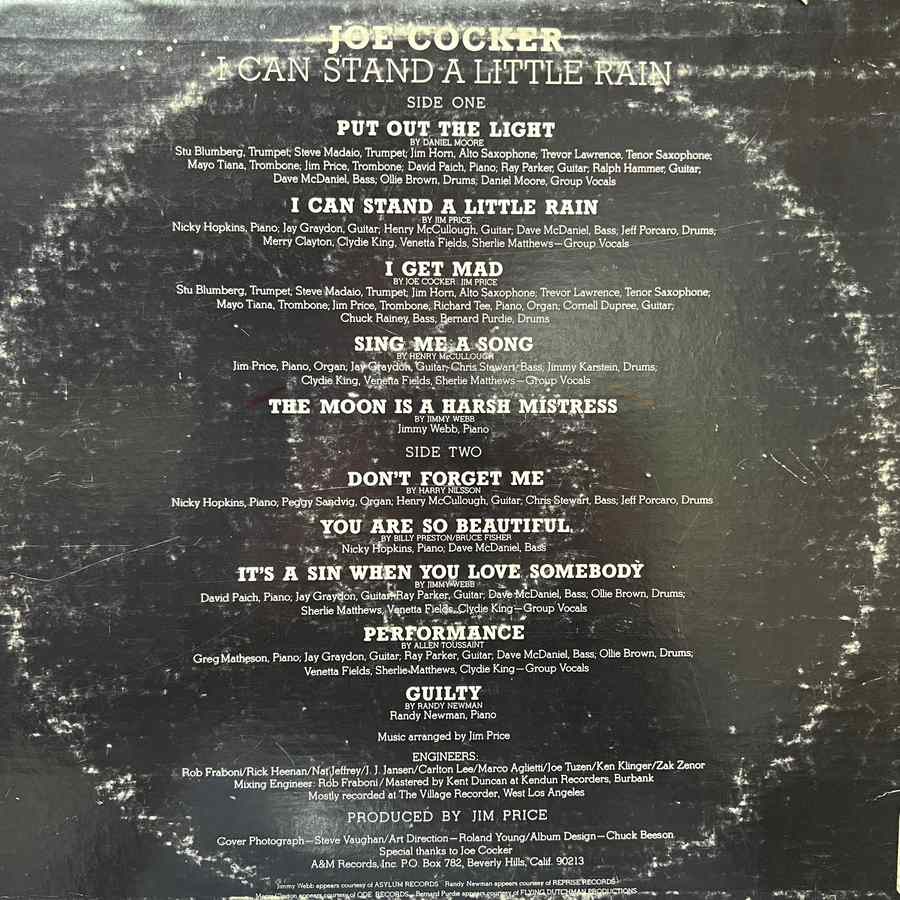 JOE COCKER
I CAN STAND A LITTLE RAIN
SIDE ONE
PUT OUT THE LIGHT
BY DANIEL MOORE
Stu Blumberg, Trumpet; Steve Madaio, Trumpet; Jim Horn, Alto Saxophone; Trevor Lawrence, Tenor Saxophone;
Mayo Tiana, Trombone; Jim Price, Trombone; David Paich, Piano; Ray Parker, Guitar; Ralph Hammer, Guitar;
Dave McDaniel, Bass; Ollie Brown, Drums; Daniel Moore, Group Vocals
I CAN STAND A LITTLE RAIN
BY JIM PRICE
Nicky Hopkins, Piano; Jay Graydon, Guitar; Henry McCullough, Guitar; Dave McDaniel, Bass; Jeff Porcaro, Drums;
Merry Clayton, Clydie King, Venetta Fields, Sherlie Matthews—Group Vocals
I GET MAD
BY JOE COCKER JIM PRICE
Stu Blumberg, Trumpet; Steve Madaio, Trumpet; Jim Horn, Alto Saxophone; Trevor Lawrence, Tenor Saxophone;
Mayo Tiana, Trombone; Jim Price, Trombone; Richard Tee, Piano, Organ; Cornell Dupree, Guitar;
Chuck Rainey, Bass; Bernard Purdie, Drums
SING ME A SONG
BY HENRY McCULLOUGH
Jim Price, Piano, Organ; Jay Graydon, Guitar; Chris Stewart, Bass; Jimmy Karstein, Drums;
Clydie King, Venetta Fields, Sherlie Matthews—Group Vocals
THE MOON IS A HARSH MISTRESS
BY JIMMY WEBB
Jimmy Webb, Piano
SIDE TWO
DON'T FORGET ME
BY HARRY NILSSON
Nicky Hopkins, Piano; Peggy Sandvig, Organ; Henry McCullough, Guitar; Chris Stewart, Bass; Jeff Porcaro, Drums
YOU ARE SO BEAUTIFUL
BY BILLY PRESTON/BRUCE FISHER
Nicky Hopkins, Piano; Dave McDaniel, Bass
IT'S A SIN WHEN YOU LOVE SOMEBODY
BY JIMMY WEBB
David Paich, Piano; Jay Graydon, Guitar; Ray Parker, Guitar; Dave McDaniel, Bass; Ollie Brown, Drums;
Sherlie Matthews, Venetta Fields, Clydie King—Group Vocals
PERFORMANCE
BY ALLEN TOUSSAINT
Greg Matheson, Piano; Jay Graydon, Guitar; Ray Parker, Guitar; Dave McDaniel, Bass; Ollie Brown, Drums;
Venetta Fields, Sherlie Matthews, Clydie King—Group Vocals
GUILTY
BY RANDY NEWMAN
Randy Newman, Piano
Music arranged by Jim Price
ENGINEERS:
Rob Fraboni/Rick Heenan/Nat Jeffrey/J. J. Jansen/Carlton Lee/Marco Aglietti/Joe Tuzen/Ken Klinger/Zak Zenor
Mixing Engineer: Rob Fraboni/Mastered by Kent Duncan at Kendun Recorders, Burbank
Mostly recorded at The Village Recorder, West Los Angeles
PRODUCED BY JIM PRICE
Cover Photograph—Steve Vaughan/Art Direction—Roland Young/Album Design—Chuck Beeson
Special thanks to Joe Cocker
A&M Records, Inc. P.O. Box 782, Beverly Hills, Calif. 90213
Jimmy Webb appears courtesy of ASYLUM RECORDS Randy Newman appears courtesy of REPRISE RECORDS
Merry Clayton appears courtesy of ODE RECORDS Bernard Purdie appears courtesy of FLYING DUTCHMAN PRODUCTIONS